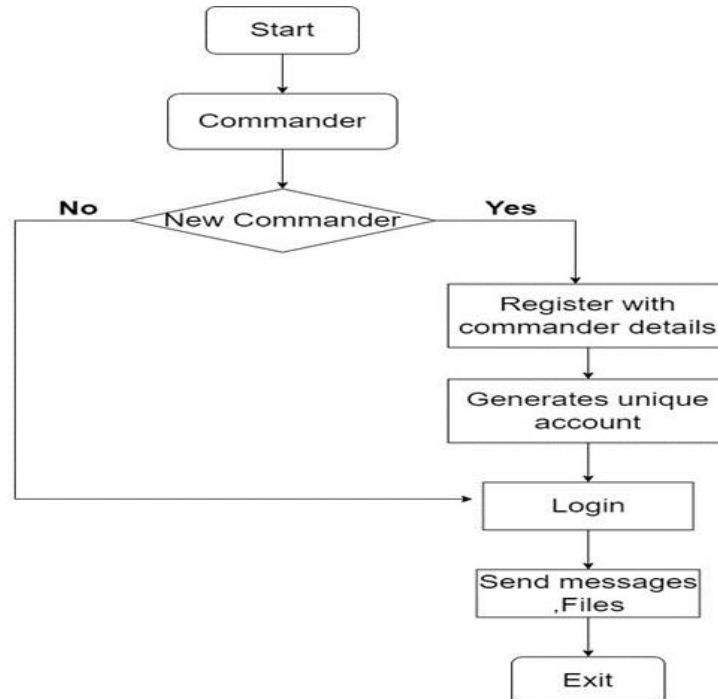 Start
Commander
No
New Commander
Yes
Register with
commander details
Generates unique
account
Login
Send messages
,Files
Exit